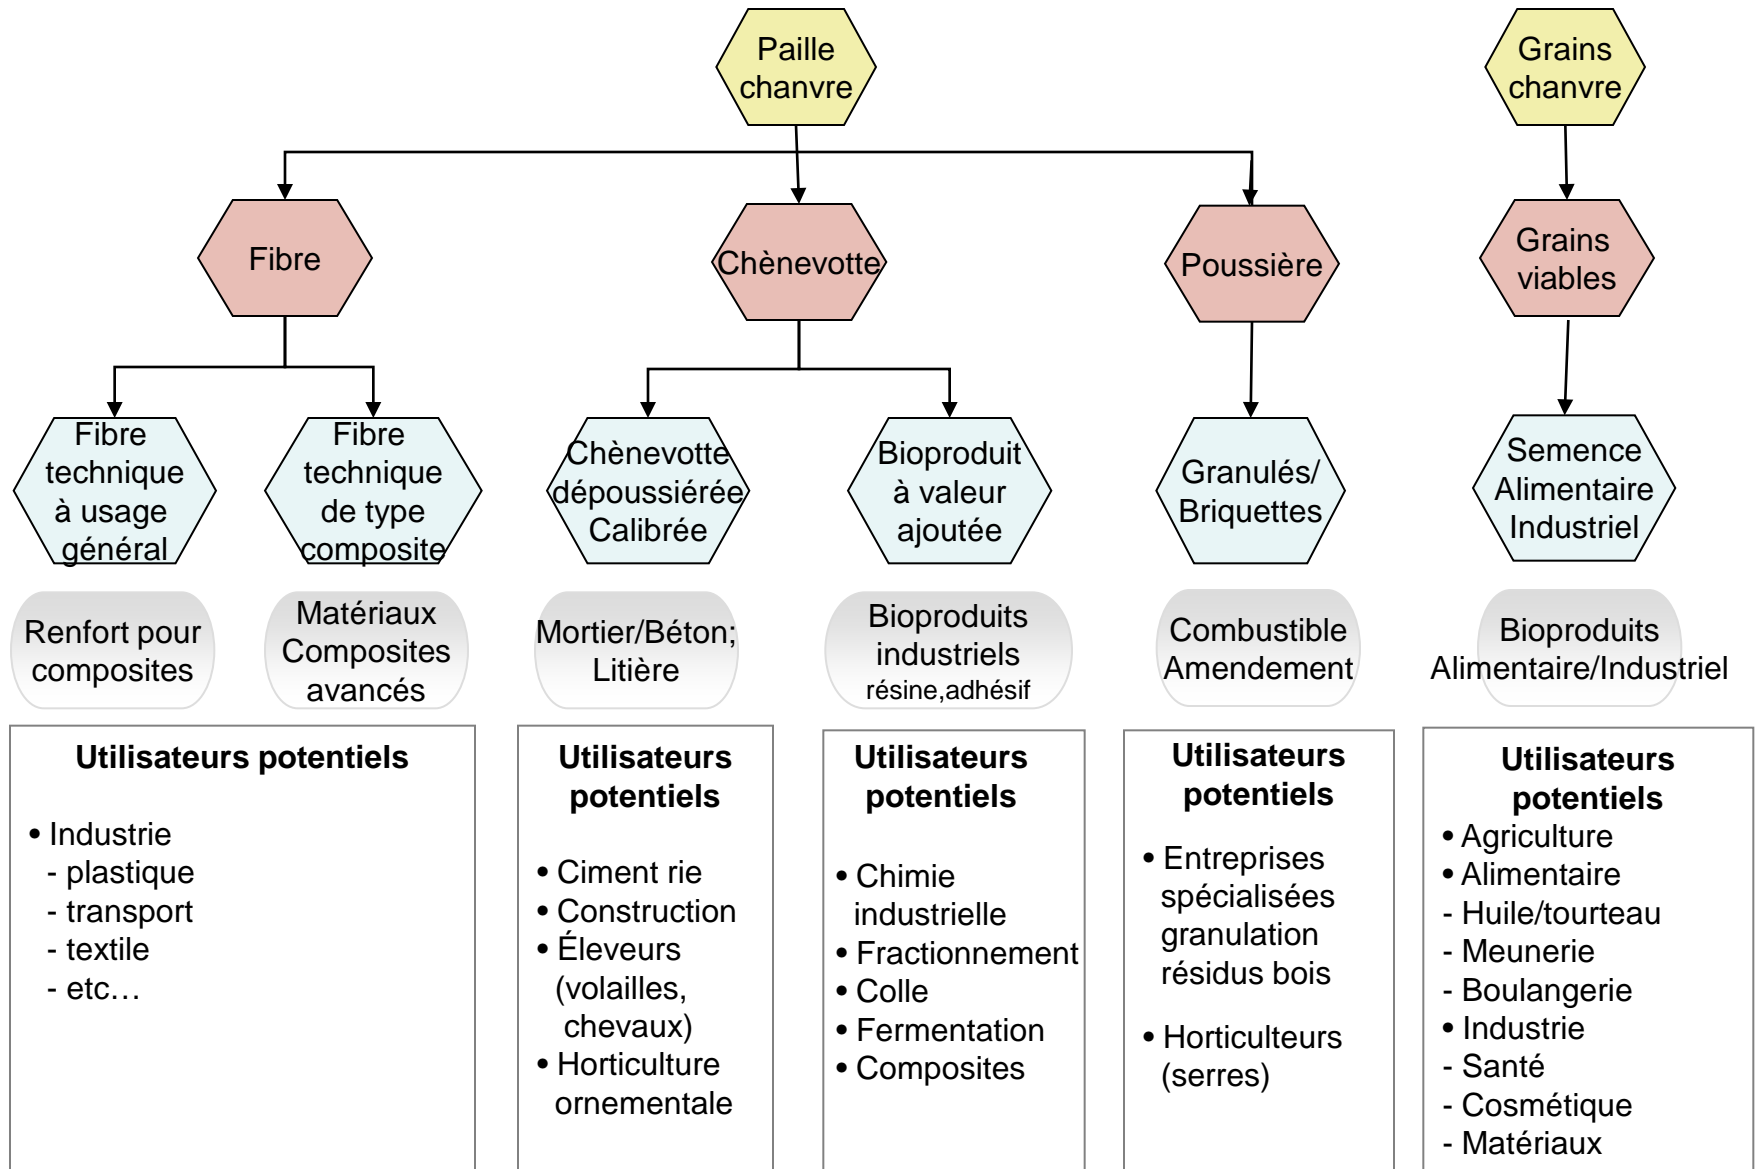 Paille
chanvre
Grains
chanvre
Fibre
Chènevotte
Poussière
Grains
viables
Fibre
technique
à usage
général
Fibre
technique
de type
composite
Chènevotte
dépoussiérée
Calibrée
Bioproduit
à valeur
ajoutée
Granulés/
Briquettes
Semence
Alimentaire
Industriel
Renfort pour
composites
Matériaux
Composites
avancés
Mortier/Béton;
Litière
Bioproduits
industriels
résine,adhésif
Combustible
Amendement
Bioproduits
Alimentaire/Industriel
Utilisateurs potentiels
• Industrie
- plastique
- transport
- textile
- etc…
Utilisateurs
potentiels
• Ciment rie
• Construction
• Éleveurs
(volailles,
chevaux)
• Horticulture
ornementale
Utilisateurs
potentiels
• Chimie
industrielle
• Fractionnement
• Colle
• Fermentation
• Composites
Utilisateurs
potentiels
• Entreprises
spécialisées
granulation
résidus bois
• Horticulteurs
(serres)
Utilisateurs
potentiels
• Agriculture
• Alimentaire
- Huile/tourteau
- Meunerie
- Boulangerie
• Industrie
- Santé
- Cosmétique
- Matériaux